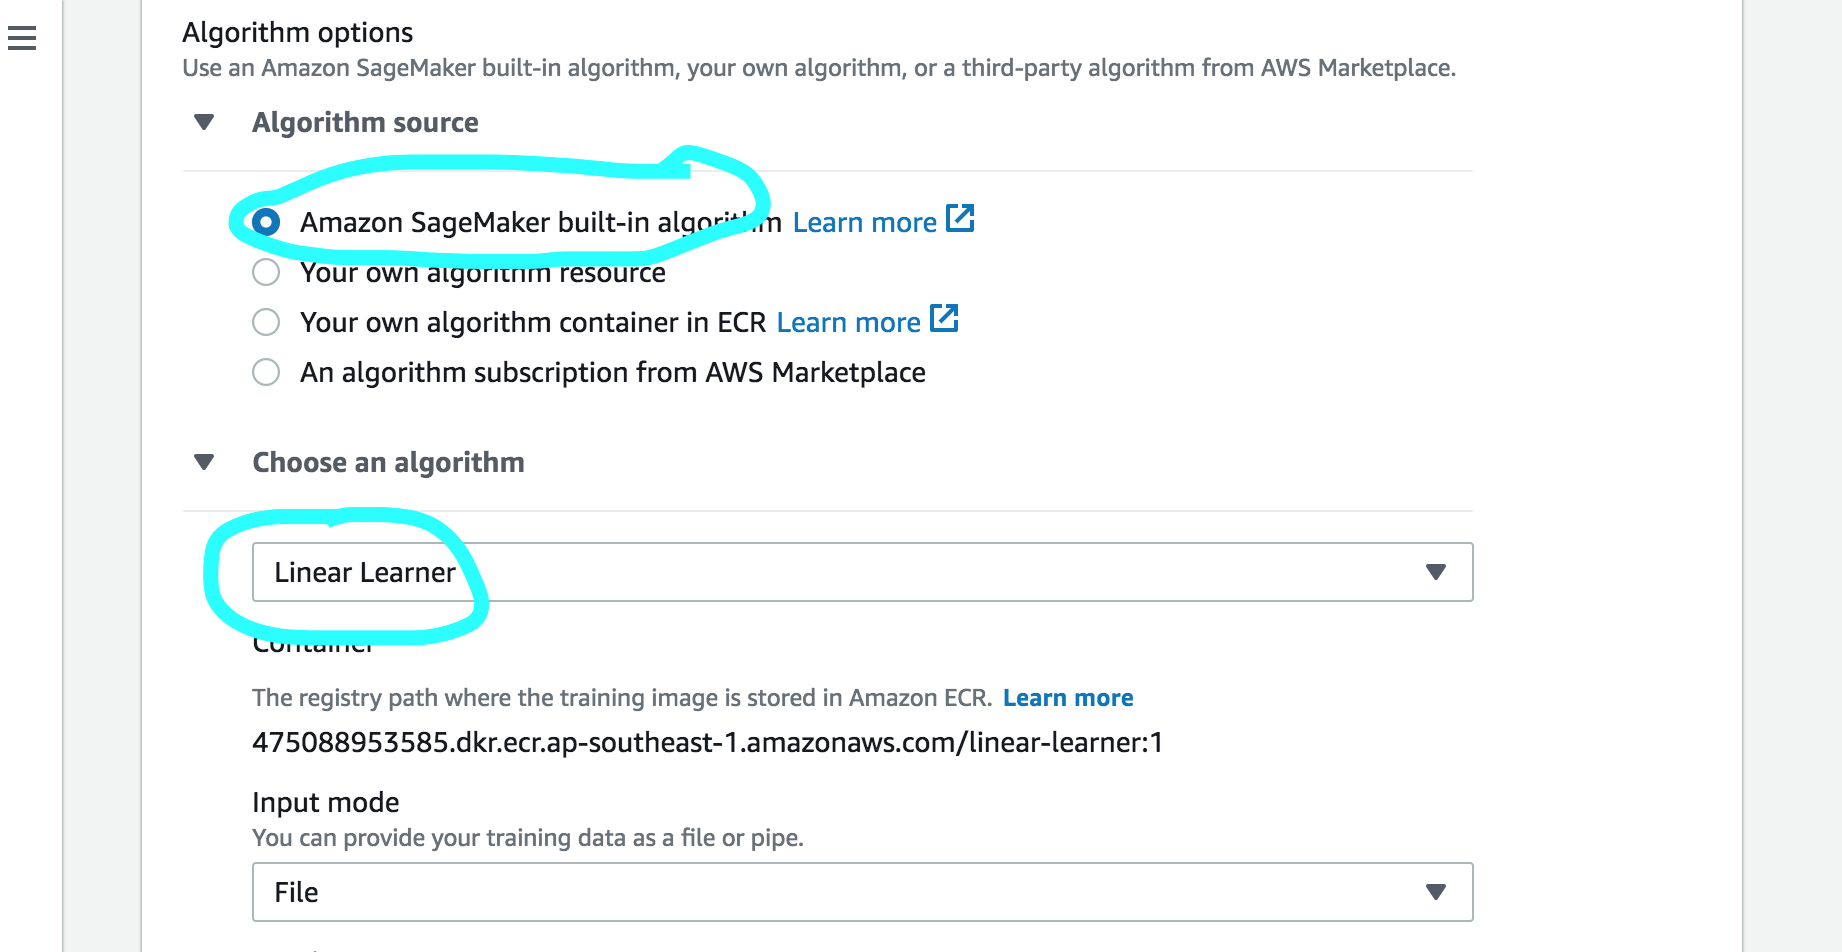 Algorithm options
Use an Amazon SageMaker built-in algorithm, your own algorithm, or a third-party algorithm from AWS Marketplace.
Algorithm source
Amazon SageMaker built-in algorithm Learn more
Your own algorithm resource
Your own algorithm container in ECR Learn more
An algorithm subscription from AWS Marketplace
Choose an algorithm
Linear Learner
Container
The registry path where the training image is stored in Amazon ECR. Learn more
475088953585.dkr.ecr.ap-southeast-1.amazonaws.com/linear-learner:1
Input mode
You can provide your training data as a file or pipe.
File